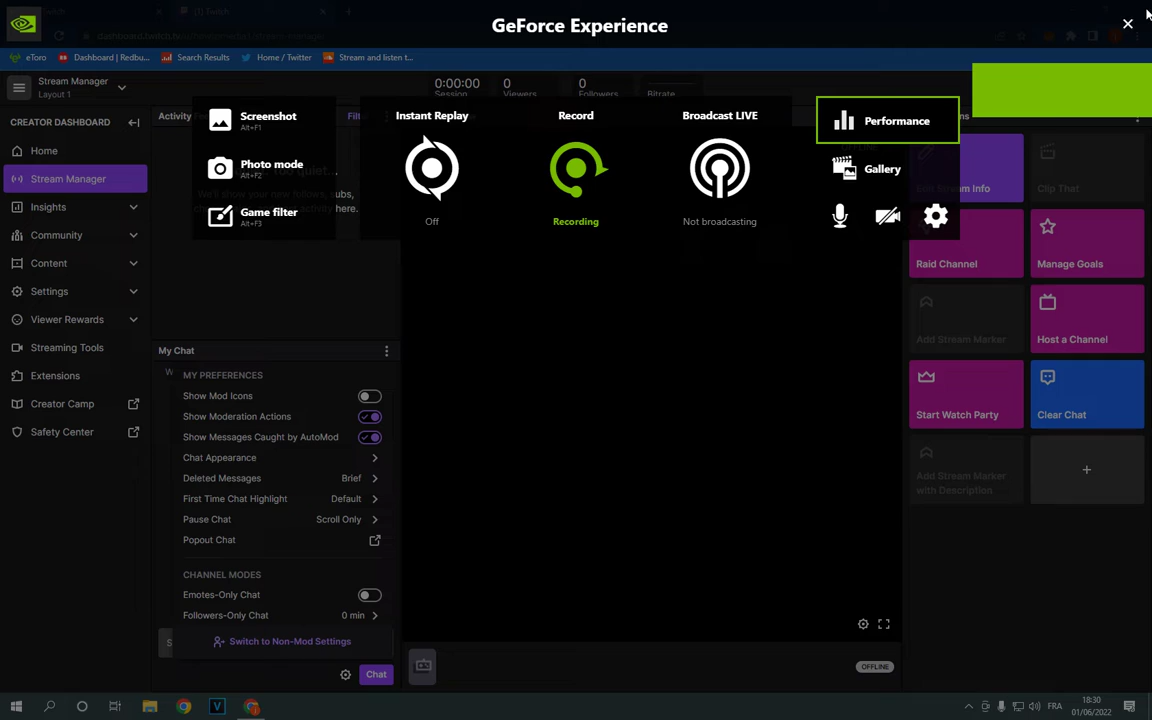 GeForce Experience
eToro
Dashboard | Redbu...
Search Results
Home / Twitter
Stream and listen t...
Stream Manager
Layout 1
0:00:00
Session
0
Viewers
0
Followers
Bitrate
CREATOR DASHBOARD
Home
Stream Manager
Insights
Community
Content
Settings
Viewer Rewards
Streaming Tools
Extensions
Creator Camp
Safety Center
Screenshot
Alt+F1
Photo mode
Alt+F2
Game filter
Alt+F3
Instant Replay
Off
Record
Recording
Broadcast LIVE
Not broadcasting
Performance
Gallery
Raid Channel
Manage Goals
Clip That
Add Stream Marker
Host a Channel
Start Watch Party
Clear Chat
Add Stream Marker
with Description
My Chat
MY PREFERENCES
Show Mod Icons
Show Moderation Actions
Show Messages Caught by AutoMod
Chat Appearance
Deleted Messages Brief
First Time Chat Highlight Default
Pause Chat Scroll Only
Popout Chat
CHANNEL MODES
Emotes-Only Chat
Followers-Only Chat 0 min
Switch to Non-Mod Settings
Chat
OFFLINE
FRA
18:30
01/06/2022